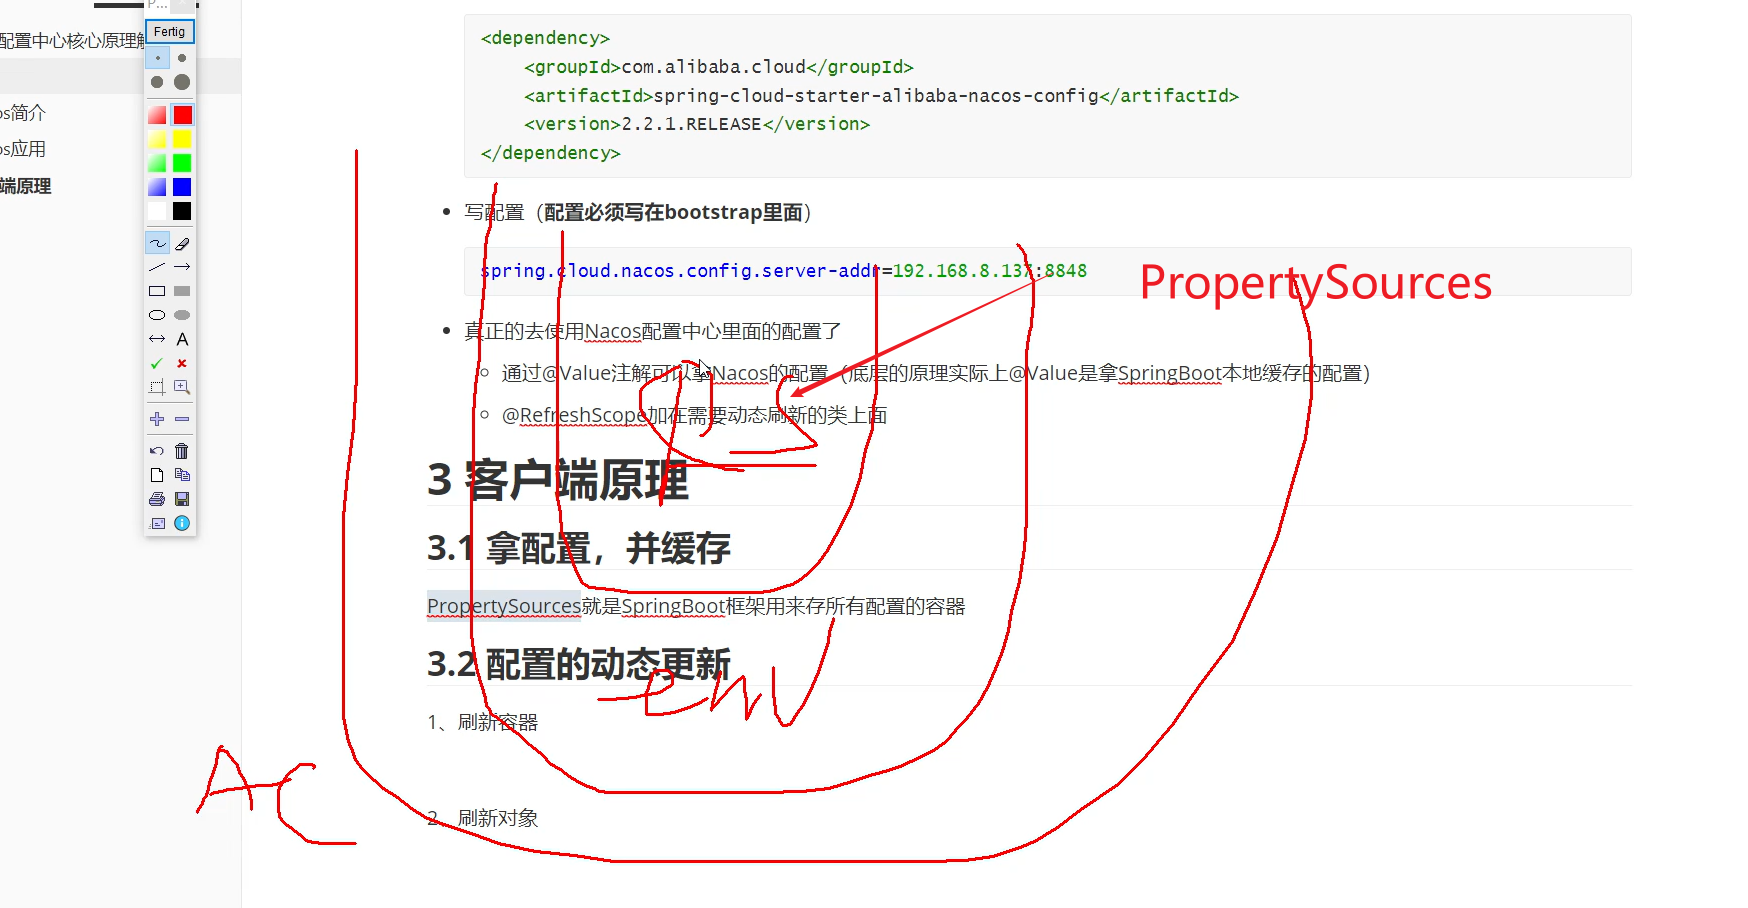 P...
Fertig
配置中心核心原理解
os简介
os应用
端原理
<dependency>
<groupId>com.alibaba.cloud</groupId>
<artifactId>spring-cloud-starter-alibaba-nacos-config</artifactId>
<version>2.2.1.RELEASE</version>
</dependency>
写配置（配置必须写在bootstrap里面）
spring.cloud.nacos.config.server-addr=192.168.8.137:8848
PropertySources
真正的去使用Nacos配置中心里面的配置了
通过@Value注解可以拿Nacos的配置（底层的原理实际上@Value是拿SpringBoot本地缓存的配置）
@RefreshScope加在需要动态刷新的类上面
3 客户端原理
3.1 拿配置，并缓存
PropertySources就是SpringBoot框架用来存所有配置的容器
3.2 配置的动态更新
1、刷新容器
AC
2、刷新对象